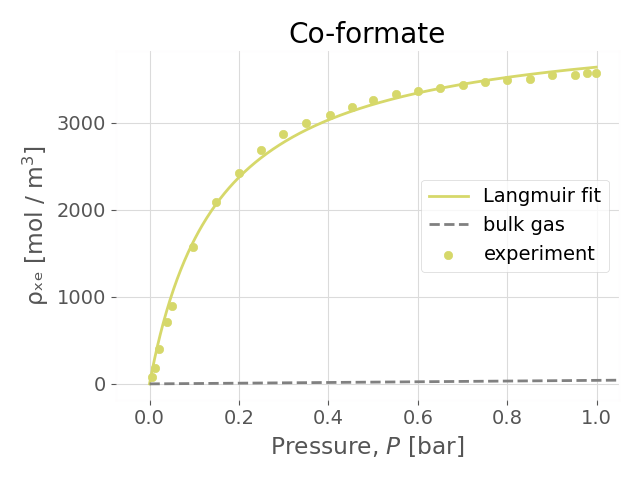 Co-formate
ρₓₑ [mol / m³]
3000
2000
1000
0
Langmuir fit
bulk gas
experiment
0.0 0.2 0.4 0.6 0.8 1.0
Pressure, P [bar]